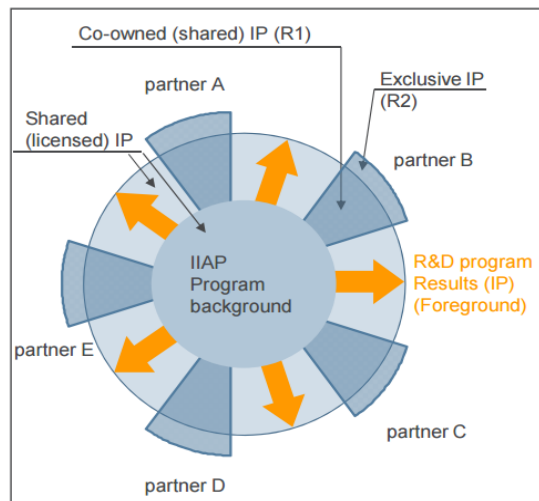 Co-owned (shared) IP (R1)
partner A
Exclusive IP
(R2)
Shared
(licensed) IP
partner B
IIAP
Program
background
R&D program
Results (IP)
(Foreground)
partner E
partner C
partner D